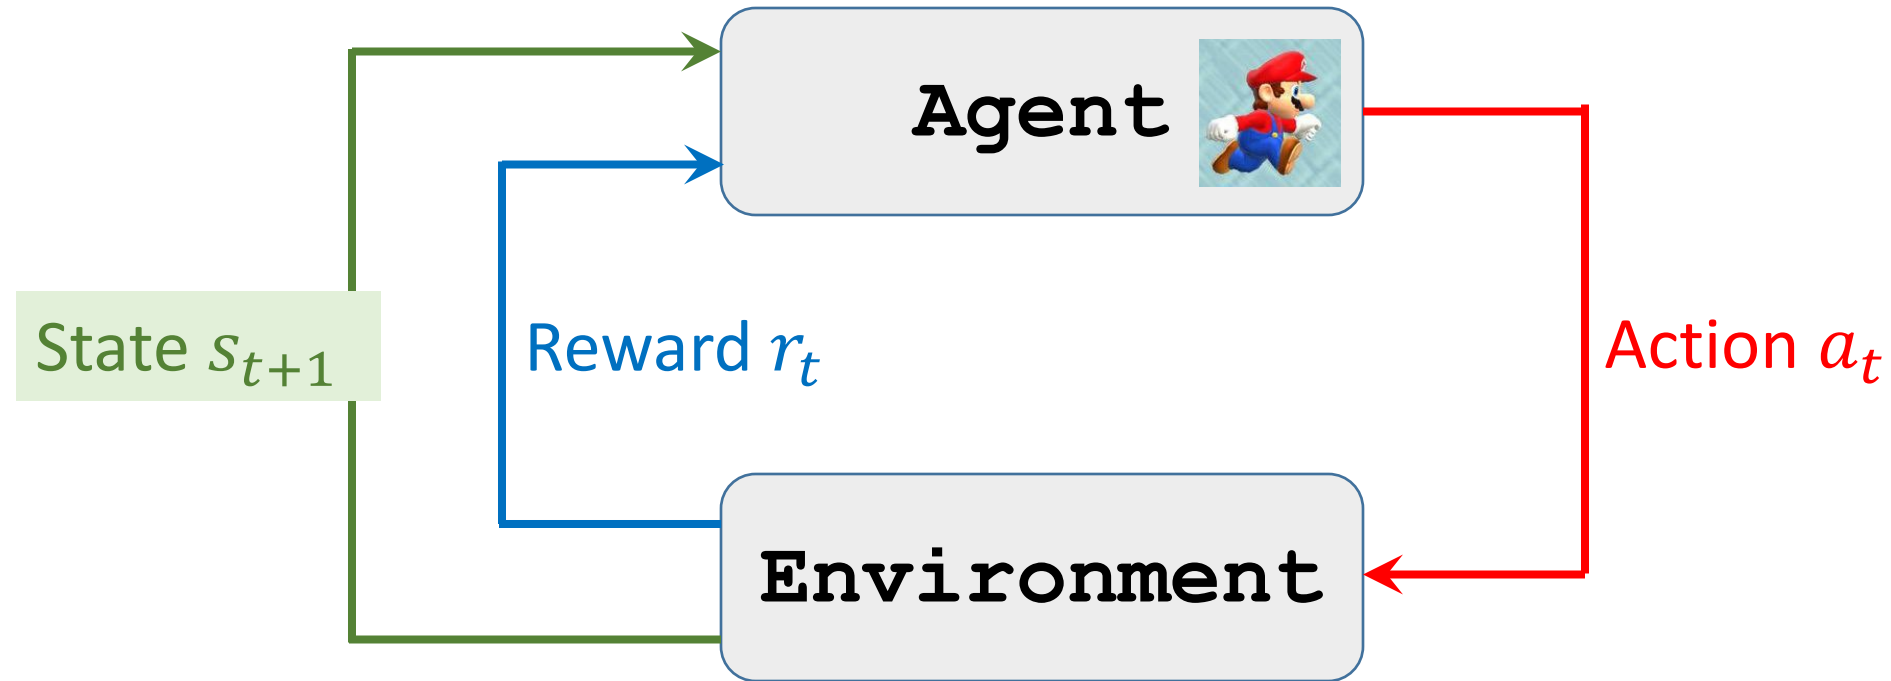 Agent
State s_{t+1}
Reward r_t
Action a_t
Environment